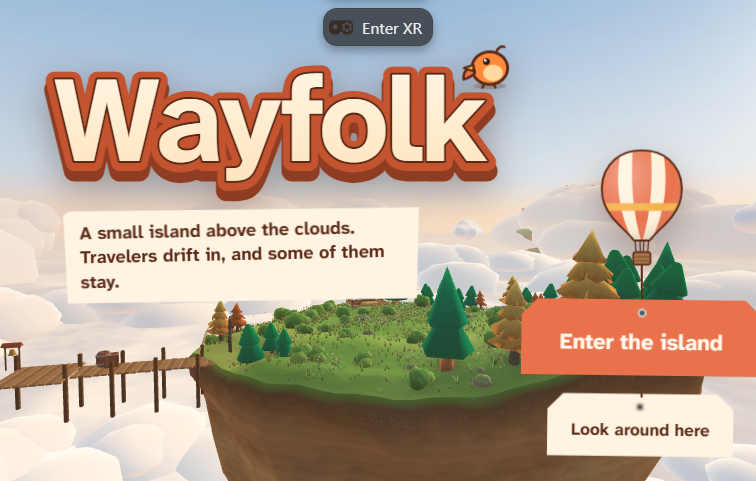 Enter XR
Wayfolk
A small island above the clouds.
Travelers drift in, and some of them
stay.
Enter the island
Look around here